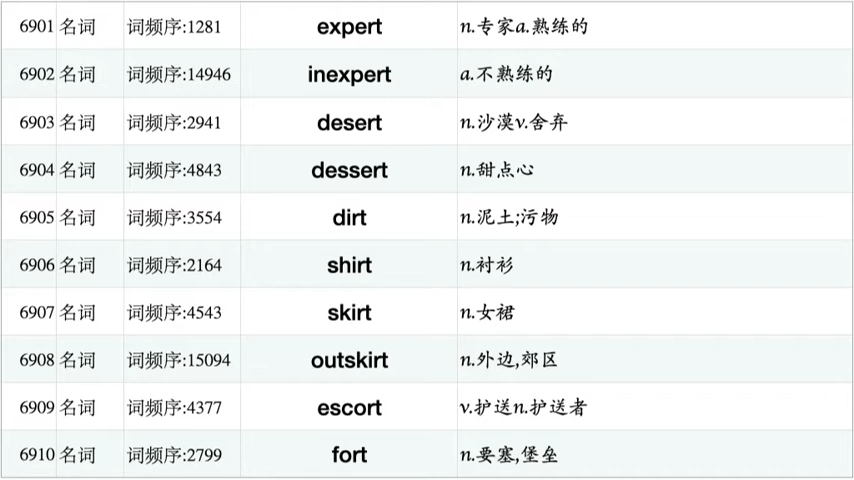 6901 名词 词频序:1281 expert n.专家a.熟练的
6902 名词 词频序:14946 inexpert a.不熟练的
6903 名词 词频序:2941 desert n.沙漠v.舍弃
6904 名词 词频序:4843 dessert n.甜点心
6905 名词 词频序:3554 dirt n.泥土;污物
6906 名词 词频序:2164 shirt n.衬衫
6907 名词 词频序:4543 skirt n.女裙
6908 名词 词频序:15094 outskirt n.外边,郊区
6909 名词 词频序:4377 escort v.护送n.护送者
6910 名词 词频序:2799 fort n.要塞,堡垒